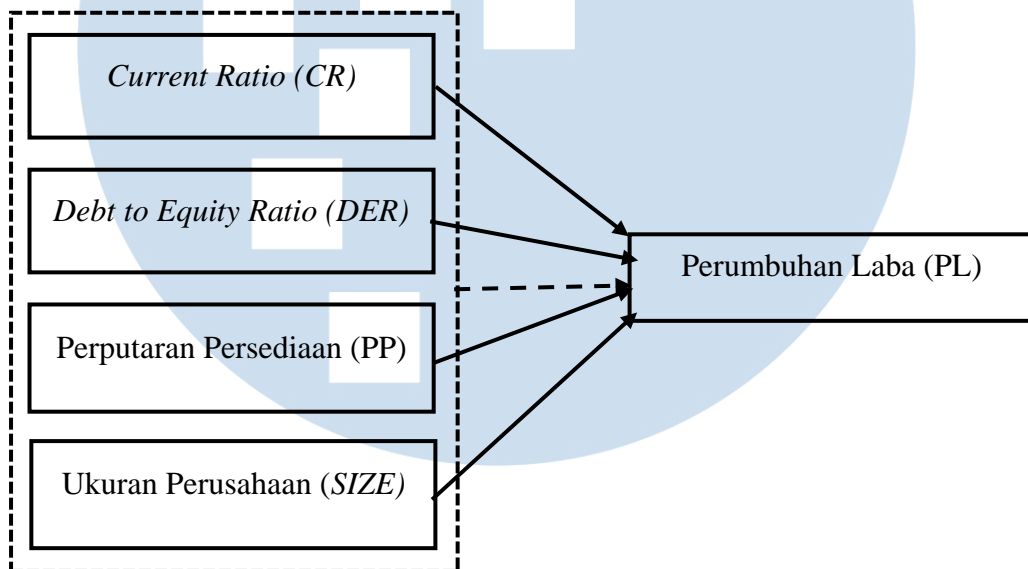 Current Ratio (CR)
Debt to Equity Ratio (DER)
Perumbuhan Laba (PL)
Perputaran Persediaan (PP)
Ukuran Perusahaan (SIZE)